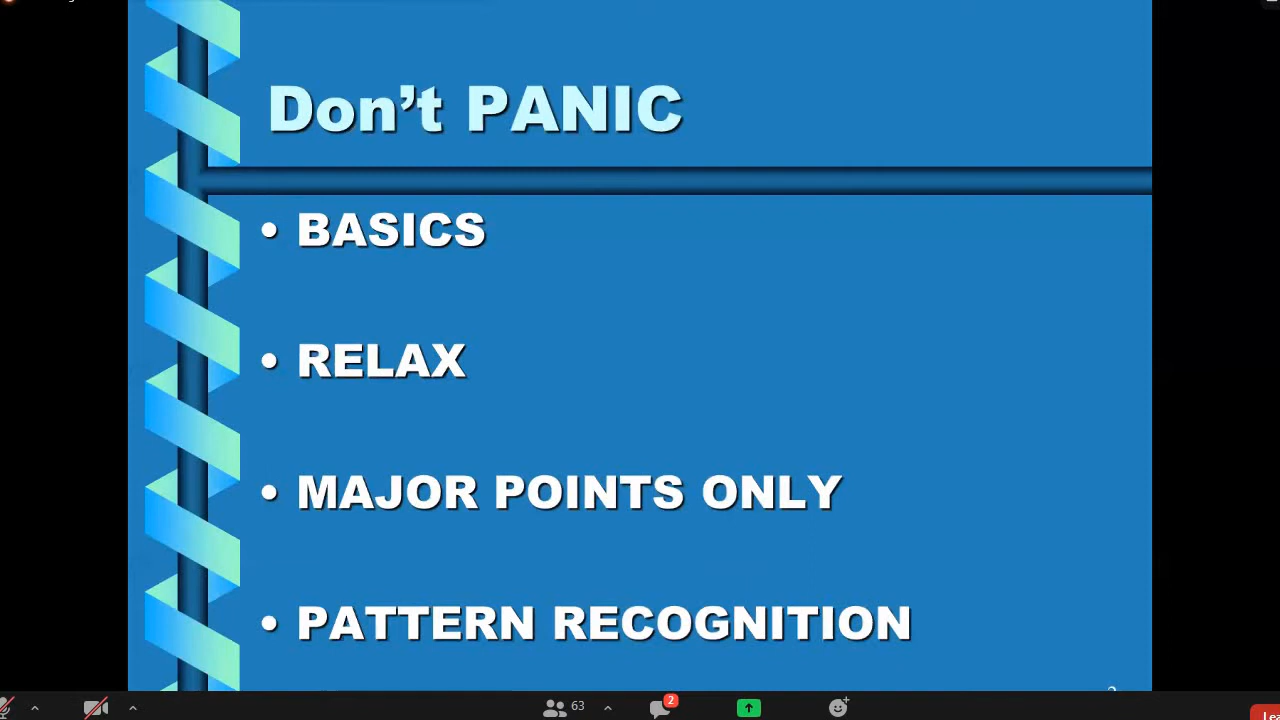 Don't PANIC
• BASICS
• RELAX
• MAJOR POINTS ONLY
• PATTERN RECOGNITION
63
2